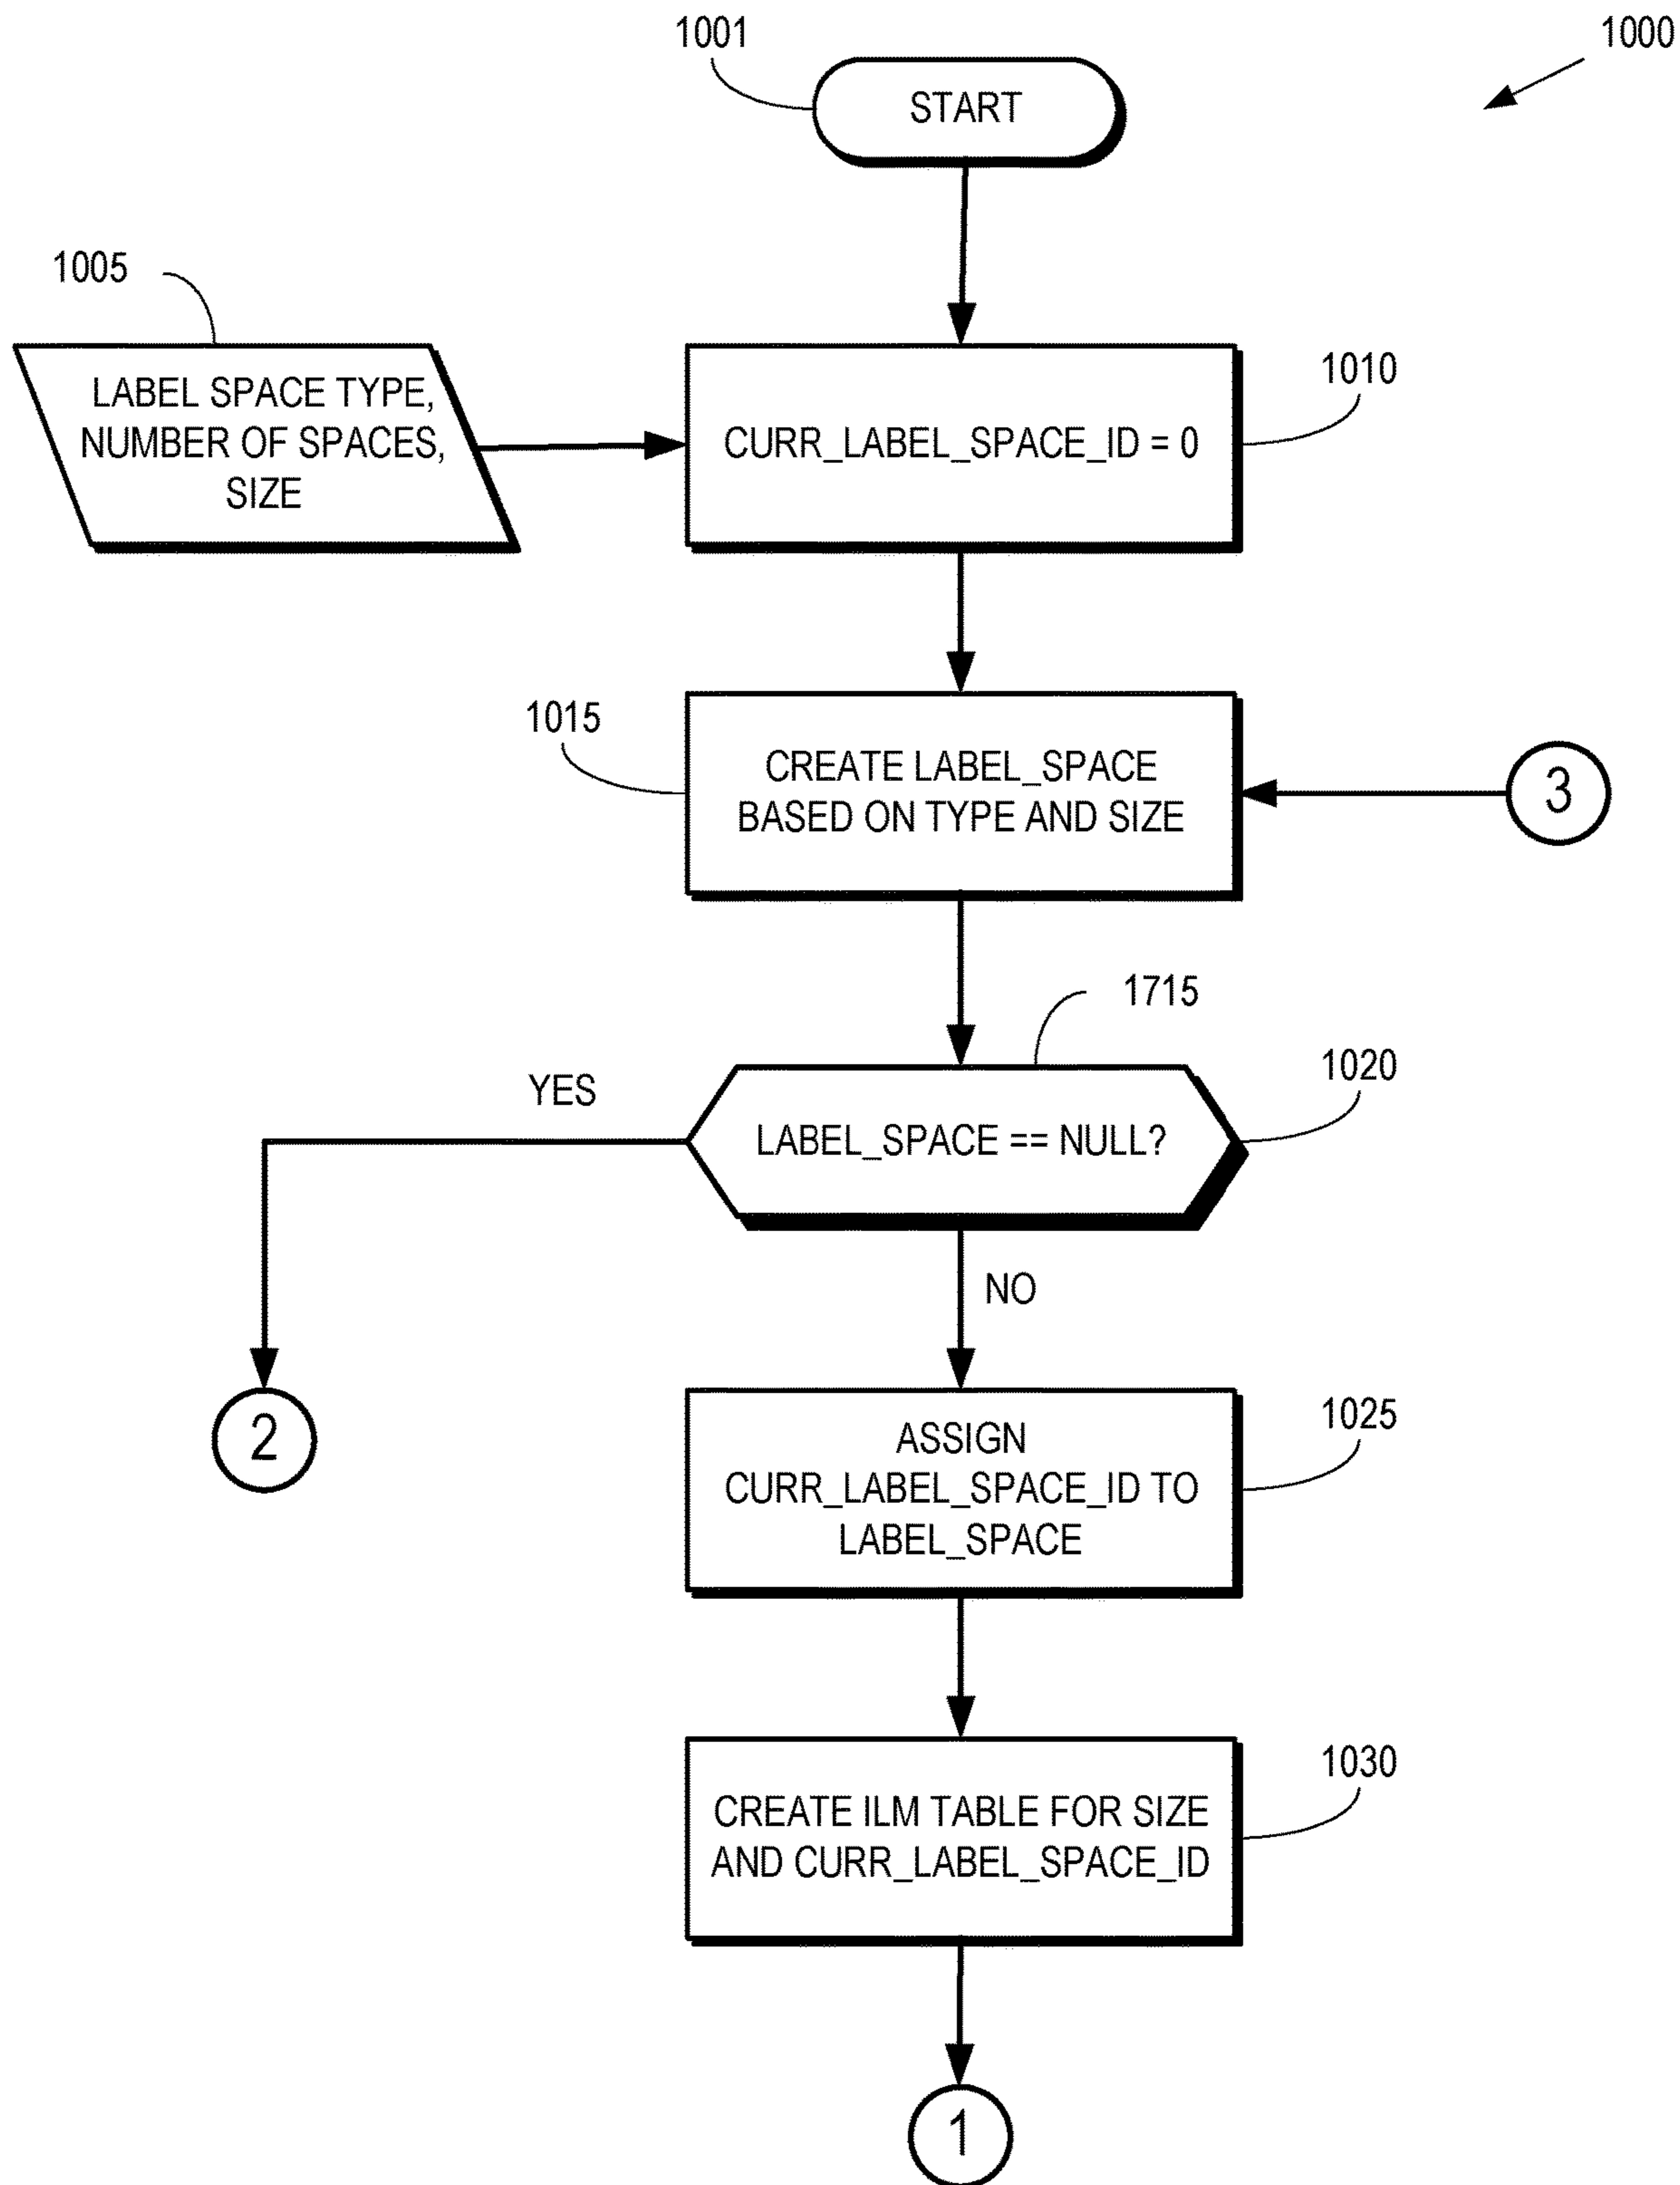 1001
1000
START
1005
LABEL SPACE TYPE,
NUMBER OF SPACES,
SIZE
CURR_LABEL_SPACE_ID = 0
1010
1015
CREATE LABEL_SPACE
BASED ON TYPE AND SIZE
3
1715
YES
LABEL_SPACE == NULL?
1020
NO
2
ASSIGN
CURR_LABEL_SPACE_ID TO
LABEL_SPACE
1025
CREATE ILM TABLE FOR SIZE
AND CURR_LABEL_SPACE_ID
1030
1